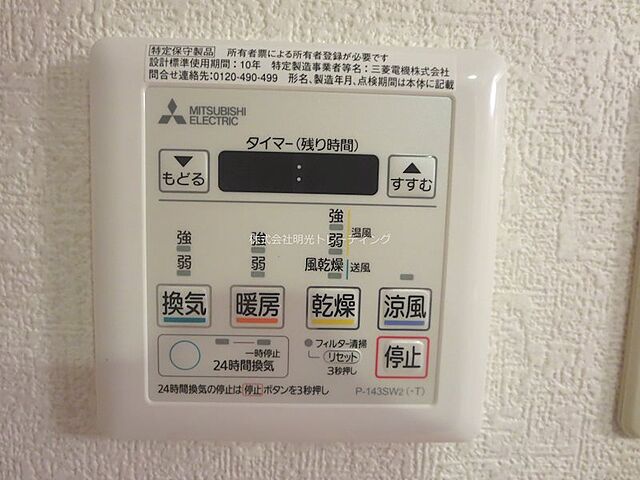 特定保守製品 所有者票による所有者登録が必要です
設計標準使用期間：10年 特定製造事業者等名：三菱電機株式会社
問合せ連絡先:0120-490-499 形名、製造年月、点検期間は本体に記載
MITSUBISHI
ELECTRIC
タイマー(残り時間)
▼
もどる
:
▲
すすむ
強
弱
強
弱
強
弱
温風
風乾燥
送風
株式会社明光トレーディング
換気
暖房
乾燥
涼風
一時停止
24時間換気
フィルター清掃
リセット
3秒押し
停止
24時間換気の停止は停止ボタンを3秒押し
P-143SW2(-T)